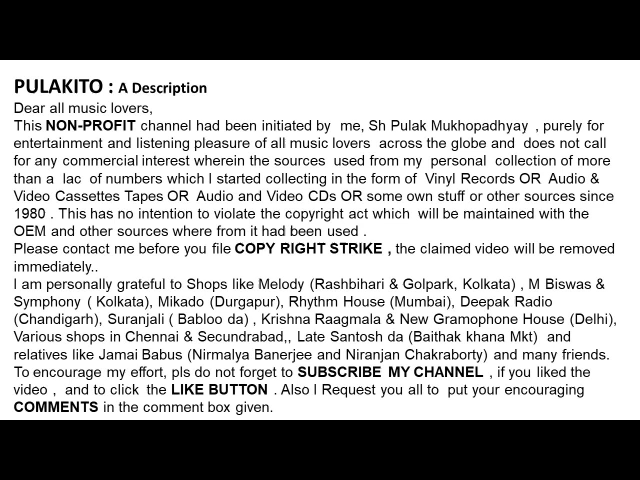 PULAKITO : A Description
Dear all music lovers,
This NON-PROFIT channel had been initiated by me, Sh Pulak Mukhopadhyay , purely for
entertainment and listening pleasure of all music lovers across the globe and does not call
for any commercial interest wherein the sources used from my personal collection of more
than a lac of numbers which I started collecting in the form of Vinyl Records OR Audio &
Video Cassettes Tapes OR Audio and Video CDs OR some own stuff or other sources since
1980 . This has no intention to violate the copyright act which will be maintained with the
OEM and other sources where from it had been used .
Please contact me before you file COPY RIGHT STRIKE , the claimed video will be removed
immediately..
I am personally grateful to Shops like Melody (Rashbihari & Golpark, Kolkata) , M Biswas &
Symphony ( Kolkata), Mikado (Durgapur), Rhythm House (Mumbai), Deepak Radio
(Chandigarh), Suranjali ( Babloo da) , Krishna Raagmala & New Gramophone House (Delhi),
Various shops in Chennai & Secundrabad,, Late Santosh da (Baithak khana Mkt) and
relatives like Jamai Babus (Nirmalya Banerjee and Niranjan Chakraborty) and many friends.
To encourage my effort, pls do not forget to SUBSCRIBE MY CHANNEL , if you liked the
video , and to click the LIKE BUTTON . Also I Request you all to put your encouraging
COMMENTS in the comment box given.